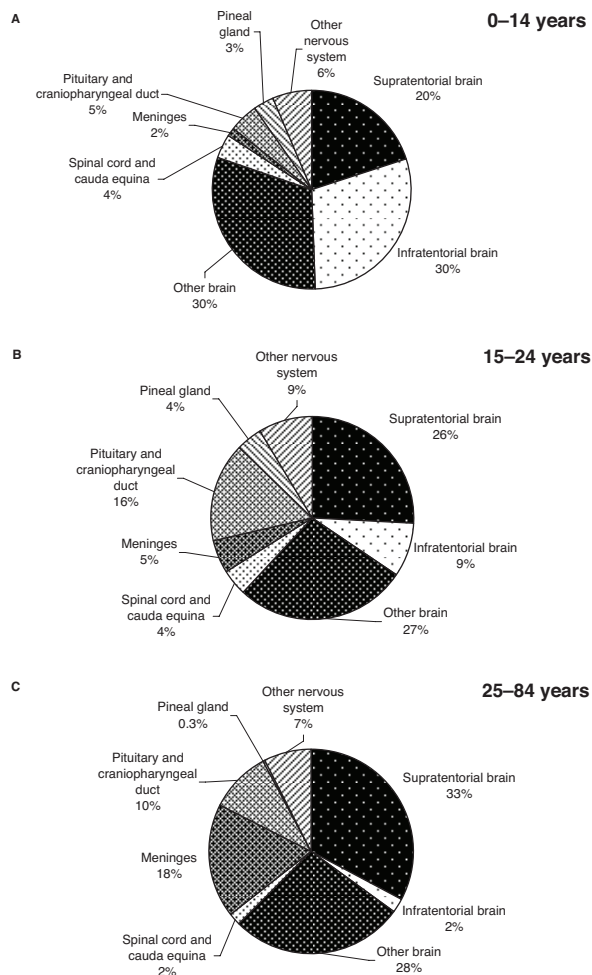 A
0–14 years
Pineal
gland
3%
Other
nervous
system
6%
Pituitary and
craniopharyngeal duct
5%
Supratentorial brain
20%
Meninges
2%
Spinal cord and
cauda equina
4%
Infratentorial brain
30%
Other brain
30%
B
15–24 years
Other nervous
system
9%
Pineal gland
4%
Supratentorial brain
26%
Pituitary and
craniopharyngeal
duct
16%
Meninges
5%
Infratentorial brain
9%
Spinal cord and
cauda equina
4%
Other brain
27%
C
25–84 years
Other nervous
system
7%
Pineal gland
0.3%
Pituitary and
craniopharyngeal
duct
10%
Supratentorial brain
33%
Meninges
18%
Infratentorial brain
2%
Spinal cord and
cauda equina
2%
Other brain
28%